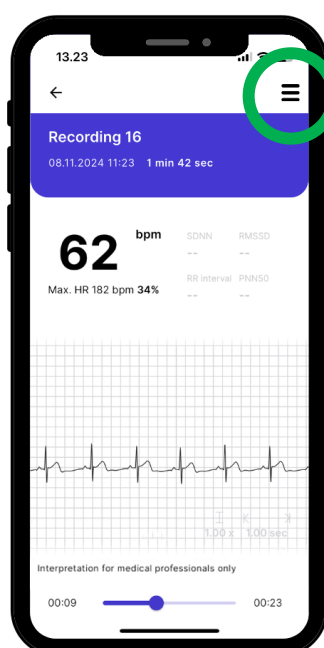 13.23
Recording 16
08.11.2024 11:23 1 min 42 sec
62 bpm
Max. HR 182 bpm 34%
SDNN RMSSD
-- --
RR interval PNN50
-- --
1.00 x 1.00 sec
Interpretation for medical professionals only
00:09 00:23